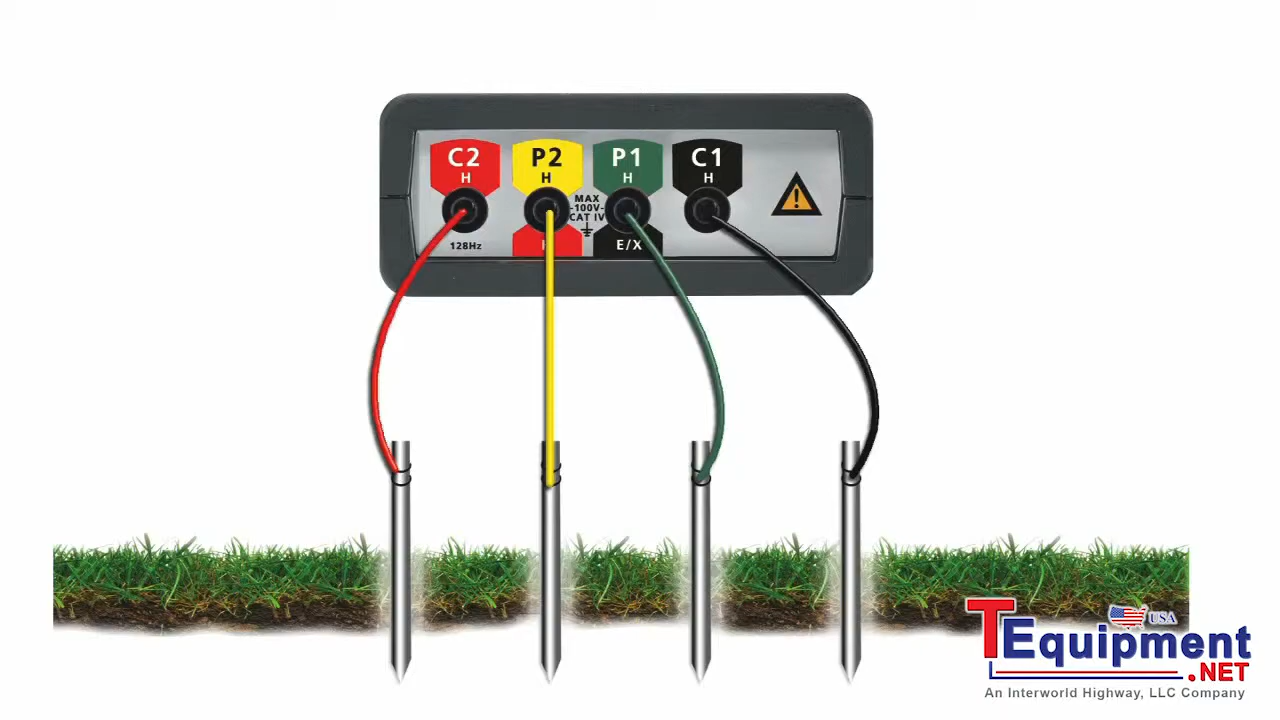 C2
H
P2
H
P1
H
C1
H
MAX
-100V-
CAT IV
128Hz
E/X
TEquipment
USA
.NET
An Interworld Highway, LLC Company